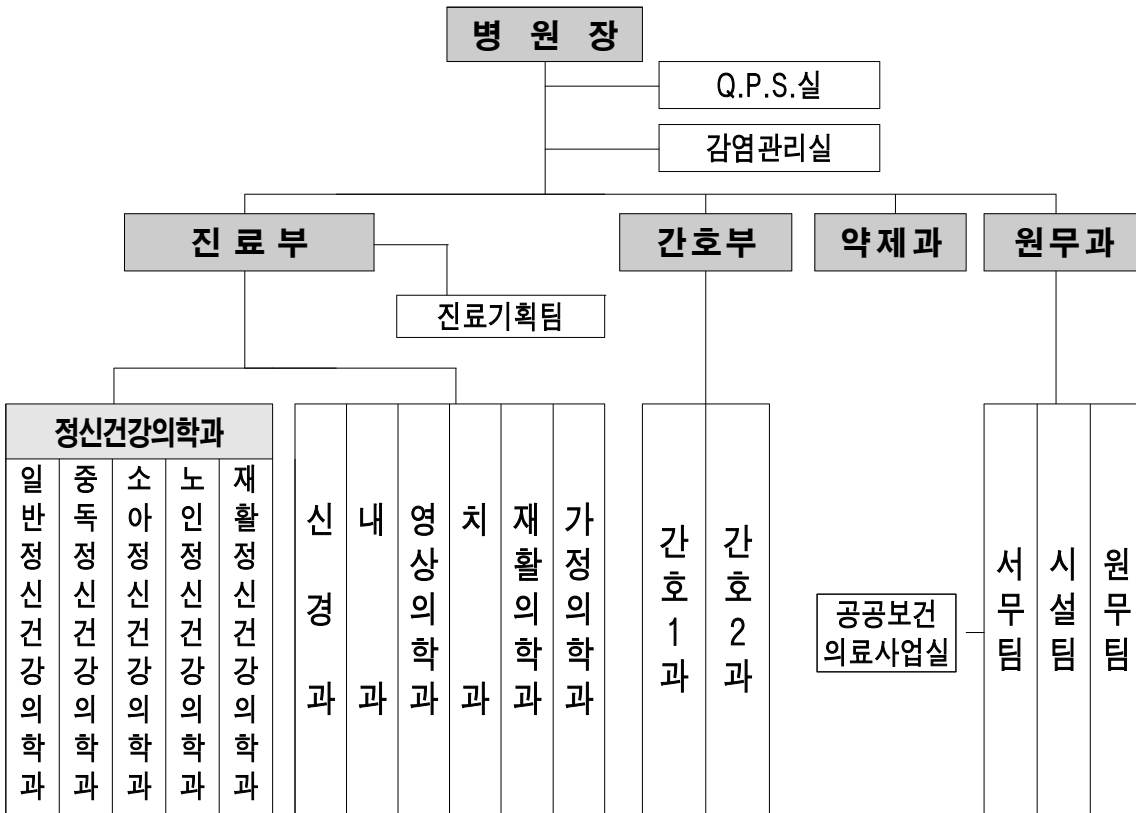 병 원 장
Q.P.S.실
감염관리실
진 료 부
간호부
약제과
원무과
진료기획팀
정신건강의학과
일반정신건강의학과
중독정신건강의학과
소아정신건강의학과
노인정신건강의학과
재활정신건강의학과
신경과
내과
영상의학과
치과
재활의학과
가정의학과
간호1과
간호2과
공공보건
의료사업실
서무팀
시설팀
원무팀